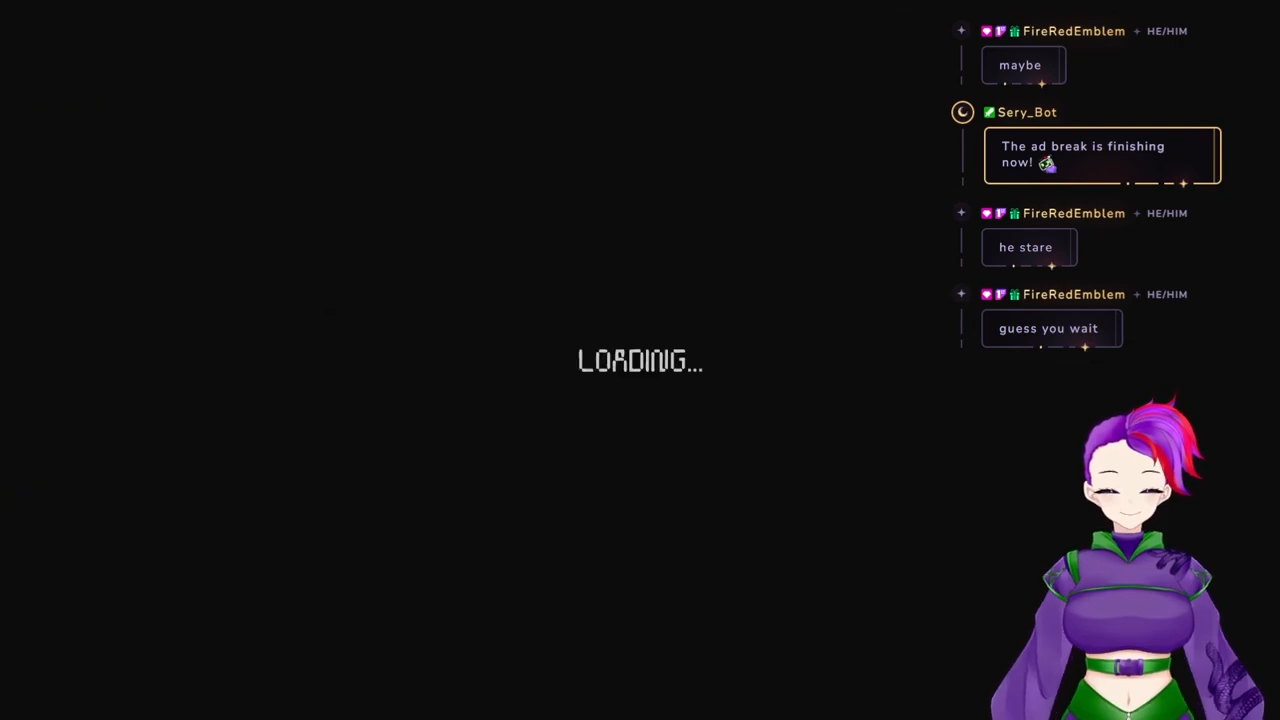 FireRedEmblem + HE/HIM
maybe
Sery_Bot
The ad break is finishing
now!
FireRedEmblem + HE/HIM
he stare
FireRedEmblem + HE/HIM
guess you wait
LOADING...